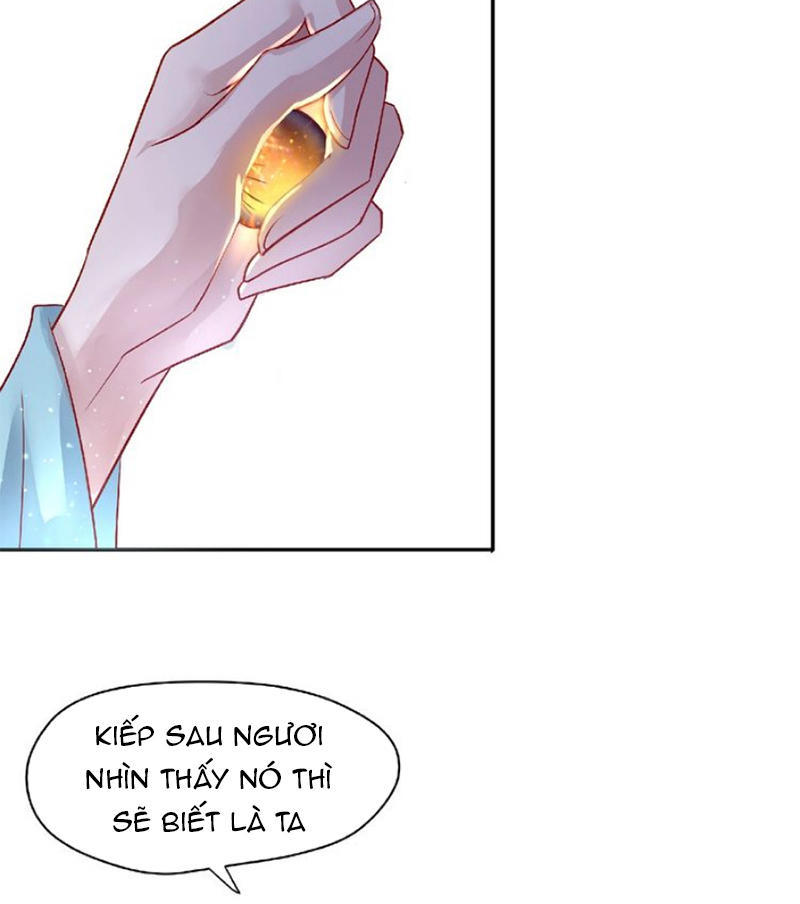 KIẾP SAU NGƯƠI
NHÌN THẤY NÓ THÌ
SẼ BIẾT LÀ TA